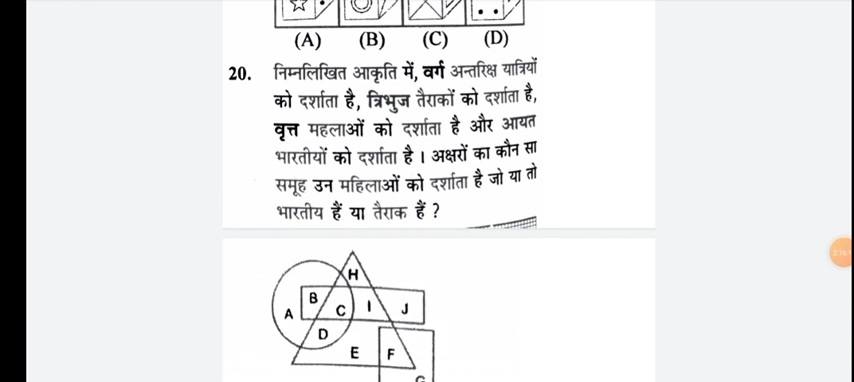 (A) (B) (C) (D)
20. निम्नलिखित आकृति में, वर्ग अन्तरिक्ष यात्रियों
को दर्शाता है, त्रिभुज तैराकों को दर्शाता है,
वृत्त महलाओं को दर्शाता है और आयत
भारतीयों को दर्शाता है । अक्षरों का कौन सा
समूह उन महिलाओं को दर्शाता है जो या तो
भारतीय हैं या तैराक हैं ?
H
B
A C I J
D
E F
G